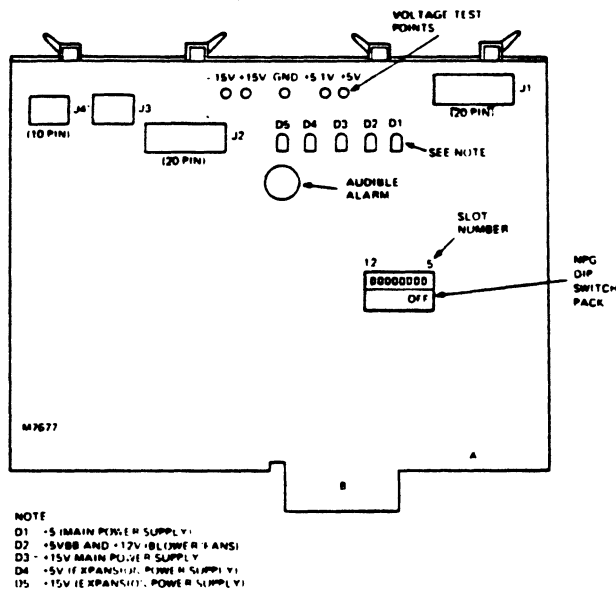 VOLTAGE TEST
POINTS
-15V +15V GND +5.1V +5V
J1
(20 PIN)
J4
J3
(10 PIN)
J2
(20 PIN)
D5 D4 D3 D2 D1
SEE NOTE
AUDIBLE
ALARM
SLOT
NUMBER
12 5
NPG
DIP
SWITCH
PACK
OFF
M7677
A
B
NOTE
D1 +5 (MAIN POWER SUPPLY)
D2 +5VBB AND +12V (BLOWER FANS)
D3 - +15V MAIN POWER SUPPLY
D4 +5V (EXPANSION POWER SUPPLY)
D5 +15V (EXPANSION POWER SUPPLY)